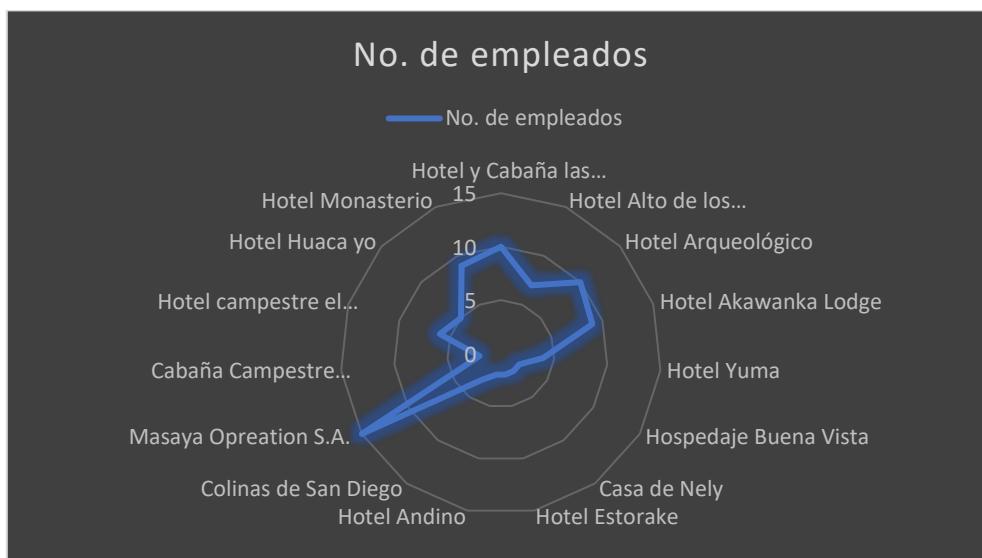 No. de empleados
No. de empleados
Hotel y Cabaña las...
Hotel Alto de los...
Hotel Arqueológico
Hotel Akawanka Lodge
Hotel Yuma
Hospedaje Buena Vista
Casa de Nely
Hotel Estorake
Hotel Andino
Colinas de San Diego
Masaya Opreation S.A.
Cabaña Campestre...
Hotel campestre el...
Hotel Huaca yo
Hotel Monasterio
15
10
5
0